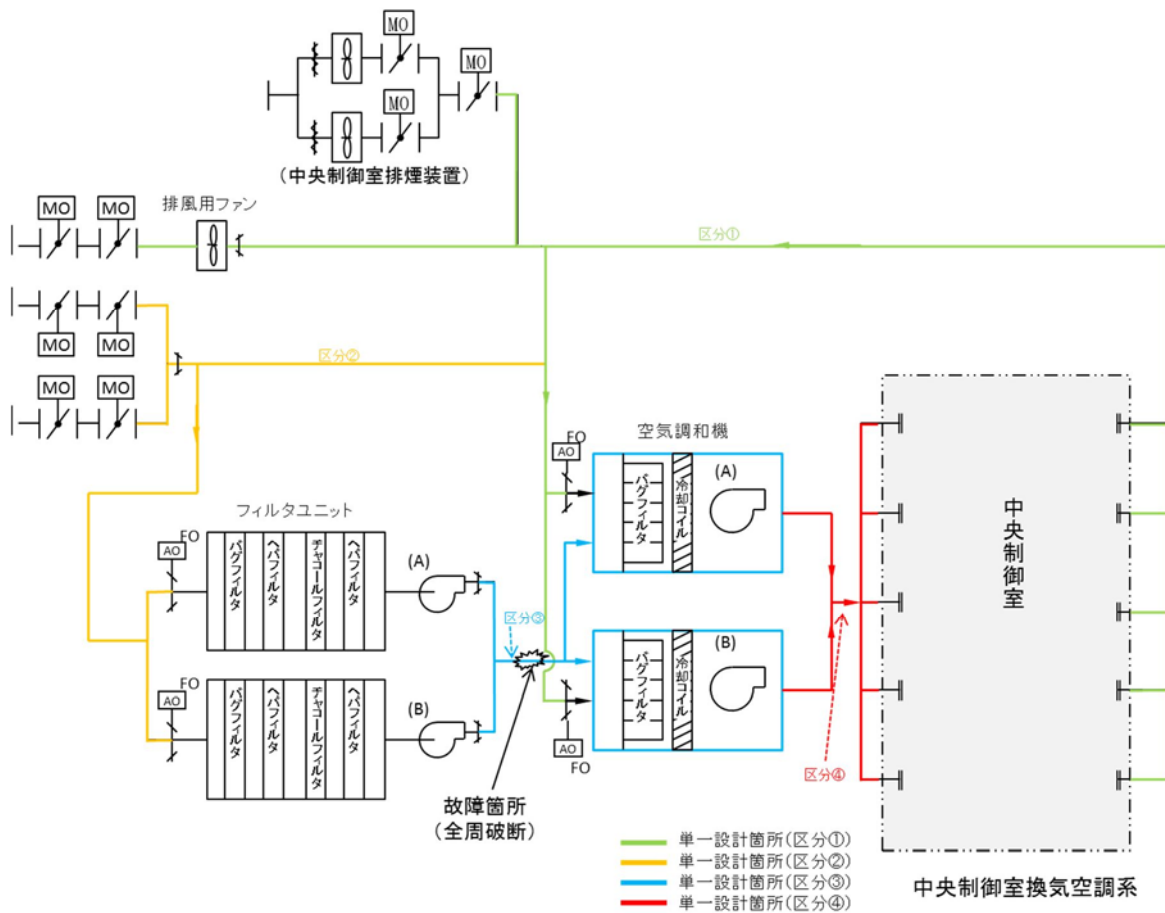 MO
MO
MO
(中央制御室排煙装置)
排風用ファン
MO
MO
区分①
MO
MO
区分②
MO
MO
空気調和機
FO
AO
バグフィルタ
冷却コイル
(A)
中央制御室
フィルタユニット
FO
AO
バグフィルタ
ヘパフィルタ
チャコールフィルタ
ヘパフィルタ
(A)
区分③
(B)
バグフィルタ
冷却コイル
FO
AO
バグフィルタ
ヘパフィルタ
チャコールフィルタ
ヘパフィルタ
(B)
AO
FO
区分④
故障箇所
(全周破断)
単一設計箇所(区分①)
単一設計箇所(区分②)
単一設計箇所(区分③)
単一設計箇所(区分④)
中央制御室換気空調系